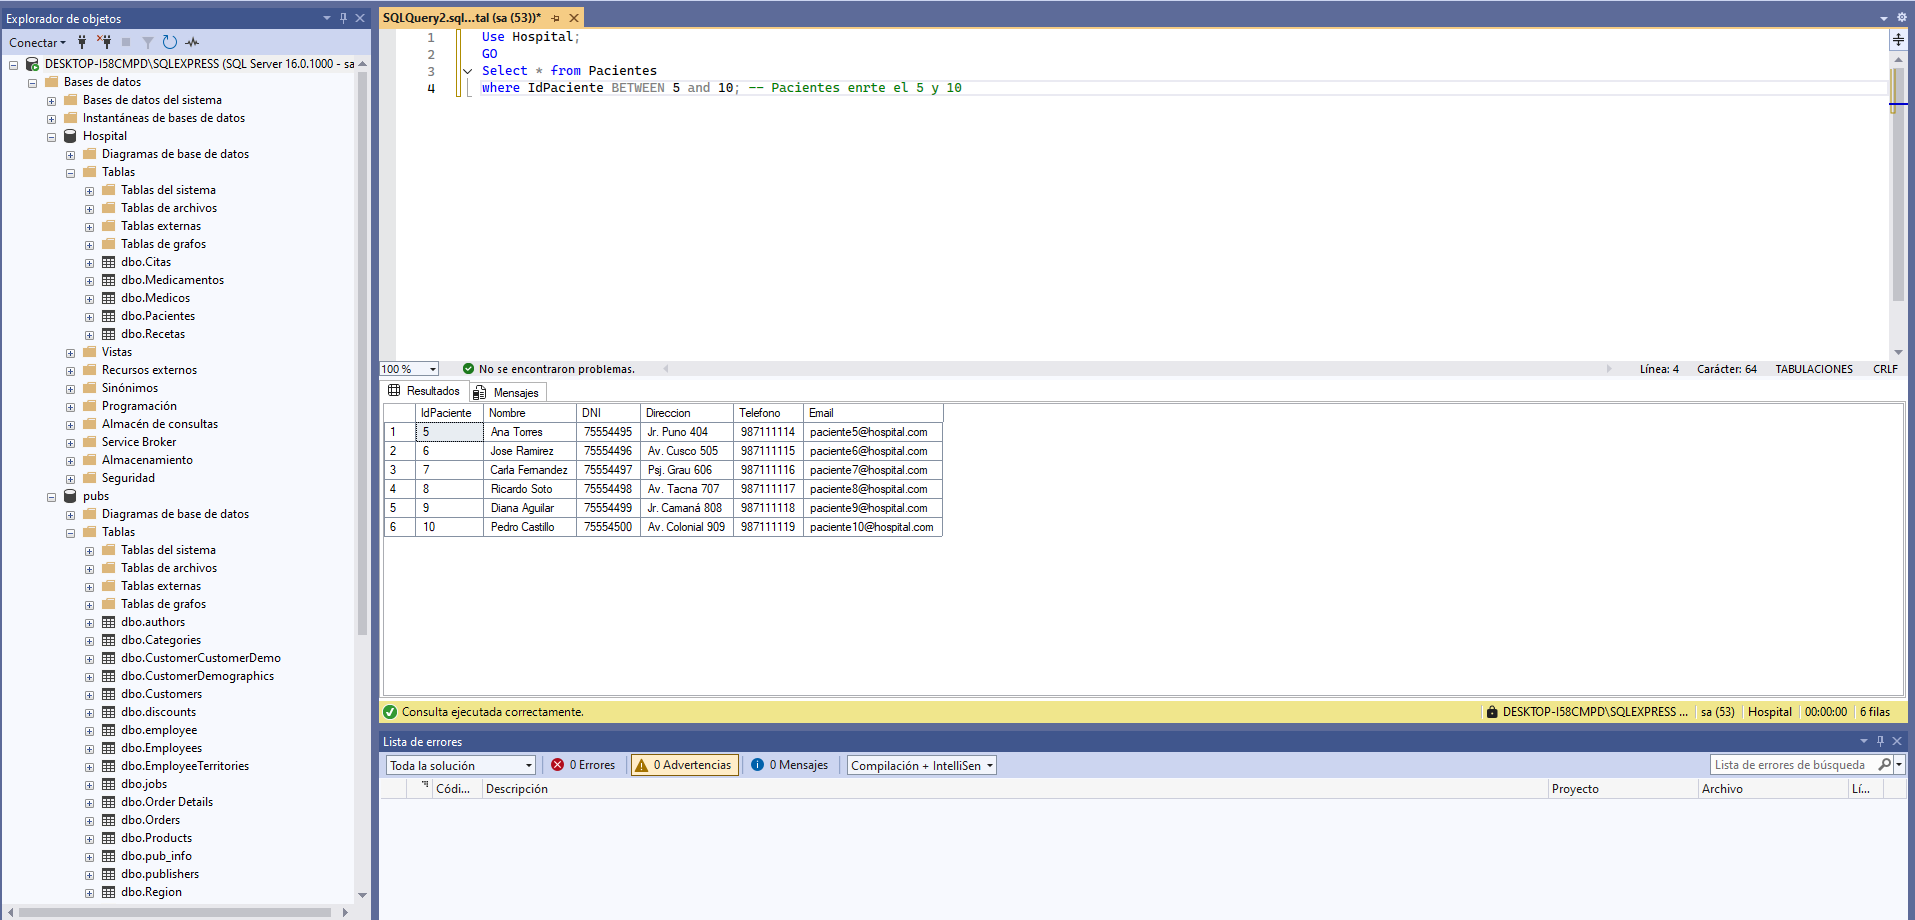 Explorador de objetos
Conectar
DESKTOP-I58CMPD\SQLEXPRESS (SQL Server 16.0.1000 - sa
Bases de datos
Bases de datos del sistema
Instantáneas de bases de datos
Hospital
Diagramas de base de datos
Tablas
Tablas del sistema
Tablas de archivos
Tablas externas
Tablas de grafos
dbo.Citas
dbo.Medicamentos
dbo.Medicos
dbo.Pacientes
dbo.Recetas
Vistas
Recursos externos
Sinónimos
Programación
Almacén de consultas
Service Broker
Almacenamiento
Seguridad
pubs
Diagramas de base de datos
Tablas
Tablas del sistema
Tablas de archivos
Tablas externas
Tablas de grafos
dbo.authors
dbo.Categories
dbo.CustomerCustomerDemo
dbo.CustomerDemographics
dbo.Customers
dbo.discounts
dbo.employee
dbo.Employees
dbo.EmployeeTerritories
dbo.jobs
dbo.Order Details
dbo.Orders
dbo.Products
dbo.pub_info
dbo.publishers
dbo.Region
SQLQuery2.sql...tal (sa (53))*
1 Use Hospital;
2 GO
3 Select * from Pacientes
4 where IdPaciente BETWEEN 5 and 10; -- Pacientes enrte el 5 y 10
100 % No se encontraron problemas. Línea: 4 Carácter: 64 TABULACIONES CRLF
Resultados Mensajes
IdPaciente Nombre DNI Direccion Telefono Email
1 5 Ana Torres 75554495 Jr. Puno 404 987111114 paciente5@hospital.com
2 6 Jose Ramirez 75554496 Av. Cusco 505 987111115 paciente6@hospital.com
3 7 Carla Fernandez 75554497 Psj. Grau 606 987111116 paciente7@hospital.com
4 8 Ricardo Soto 75554498 Av. Tacna 707 987111117 paciente8@hospital.com
5 9 Diana Aguilar 75554499 Jr. Camaná 808 987111118 paciente9@hospital.com
6 10 Pedro Castillo 75554500 Av. Colonial 909 987111119 paciente10@hospital.com
Consulta ejecutada correctamente. DESKTOP-I58CMPD\SQLEXPRESS ... sa (53) Hospital 00:00:00 6 filas
Lista de errores
Toda la solución 0 Errores 0 Advertencias 0 Mensajes Compilación + IntelliSen Lista de errores de búsqueda
Códi... Descripción Proyecto Archivo Lí...